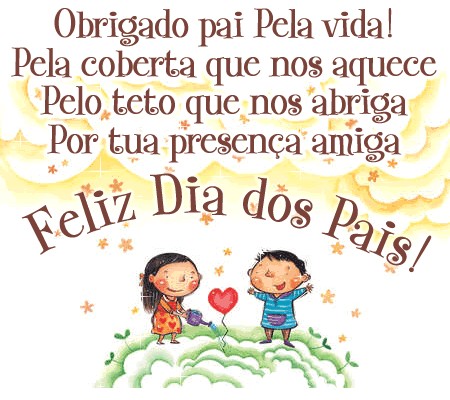 Obrigado pai Pela vida!
Pela coberta que nos aquece
Pelo teto que nos abriga
Por tua presença amiga
Feliz Dia dos Pais!